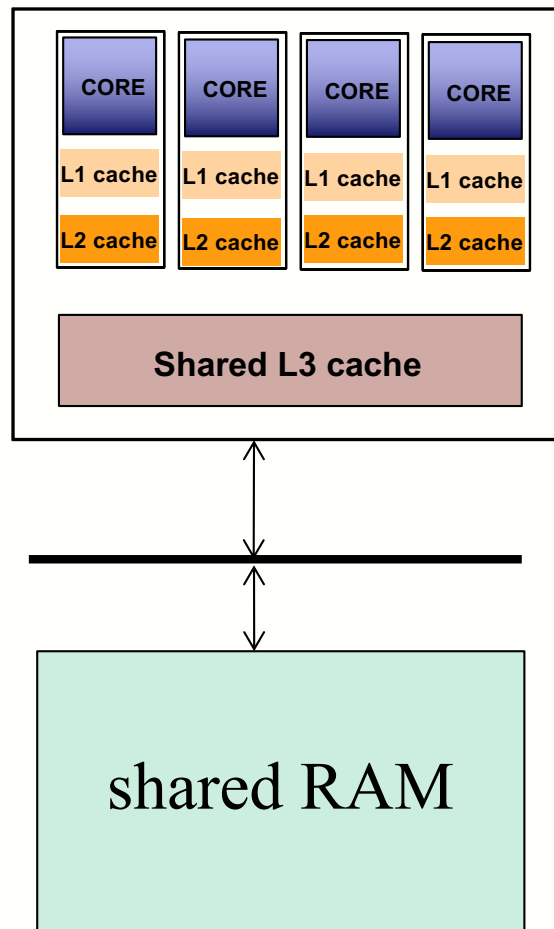 CORE
CORE
CORE
CORE
L1 cache
L1 cache
L1 cache
L1 cache
L2 cache
L2 cache
L2 cache
L2 cache
Shared L3 cache
shared RAM